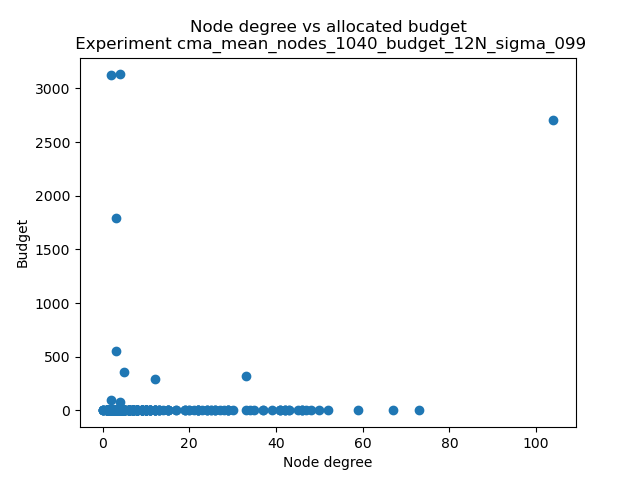 Node degree vs allocated budget
Experiment cma_mean_nodes_1040_budget_12N_sigma_099
3000
2500
2000
1500
1000
500
0
Budget
0 20 40 60 80 100
Node degree